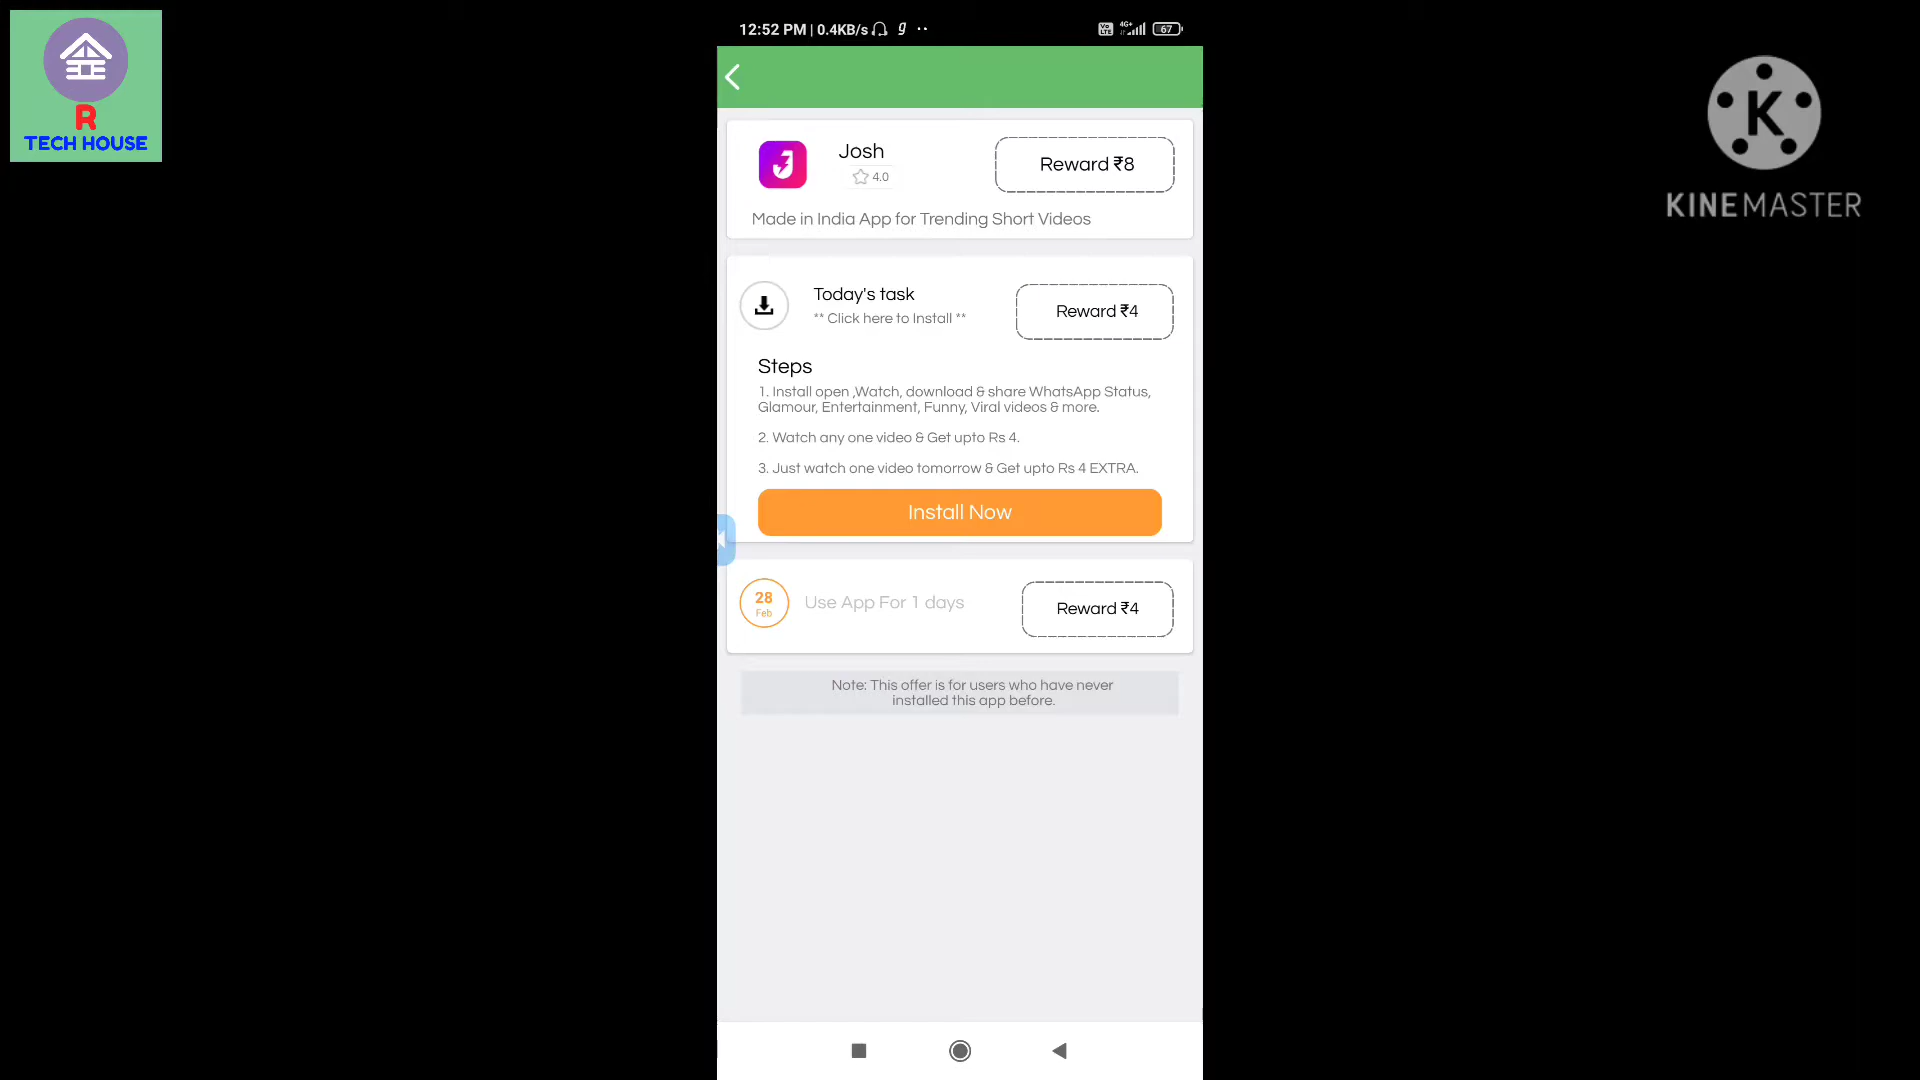 R
TECH HOUSE
12:52 PM | 0.4KB/s g ··
Vo LTE 4G+ 67
K
KINEMASTER
J
Josh
4.0
Reward ₹8
Made in India App for Trending Short Videos
Today's task
** Click here to Install **
Reward ₹4
Steps
1. Install open ,Watch, download & share WhatsApp Status,
Glamour, Entertainment, Funny, Viral videos & more.
2. Watch any one video & Get upto Rs 4.
3. Just watch one video tomorrow & Get upto Rs 4 EXTRA.
Install Now
28
Feb
Use App For 1 days
Reward ₹4
Note: This offer is for users who have never
installed this app before.